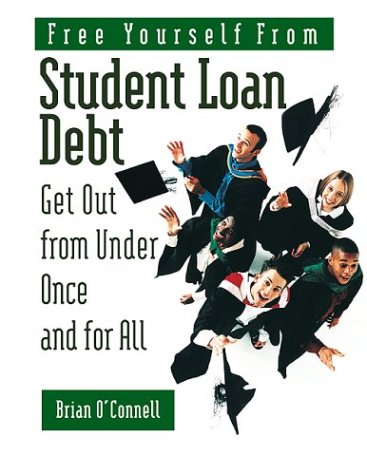 Free Yourself From
Student Loan
Debt
Get Out
from Under
Once
and for All
Brian O'Connell